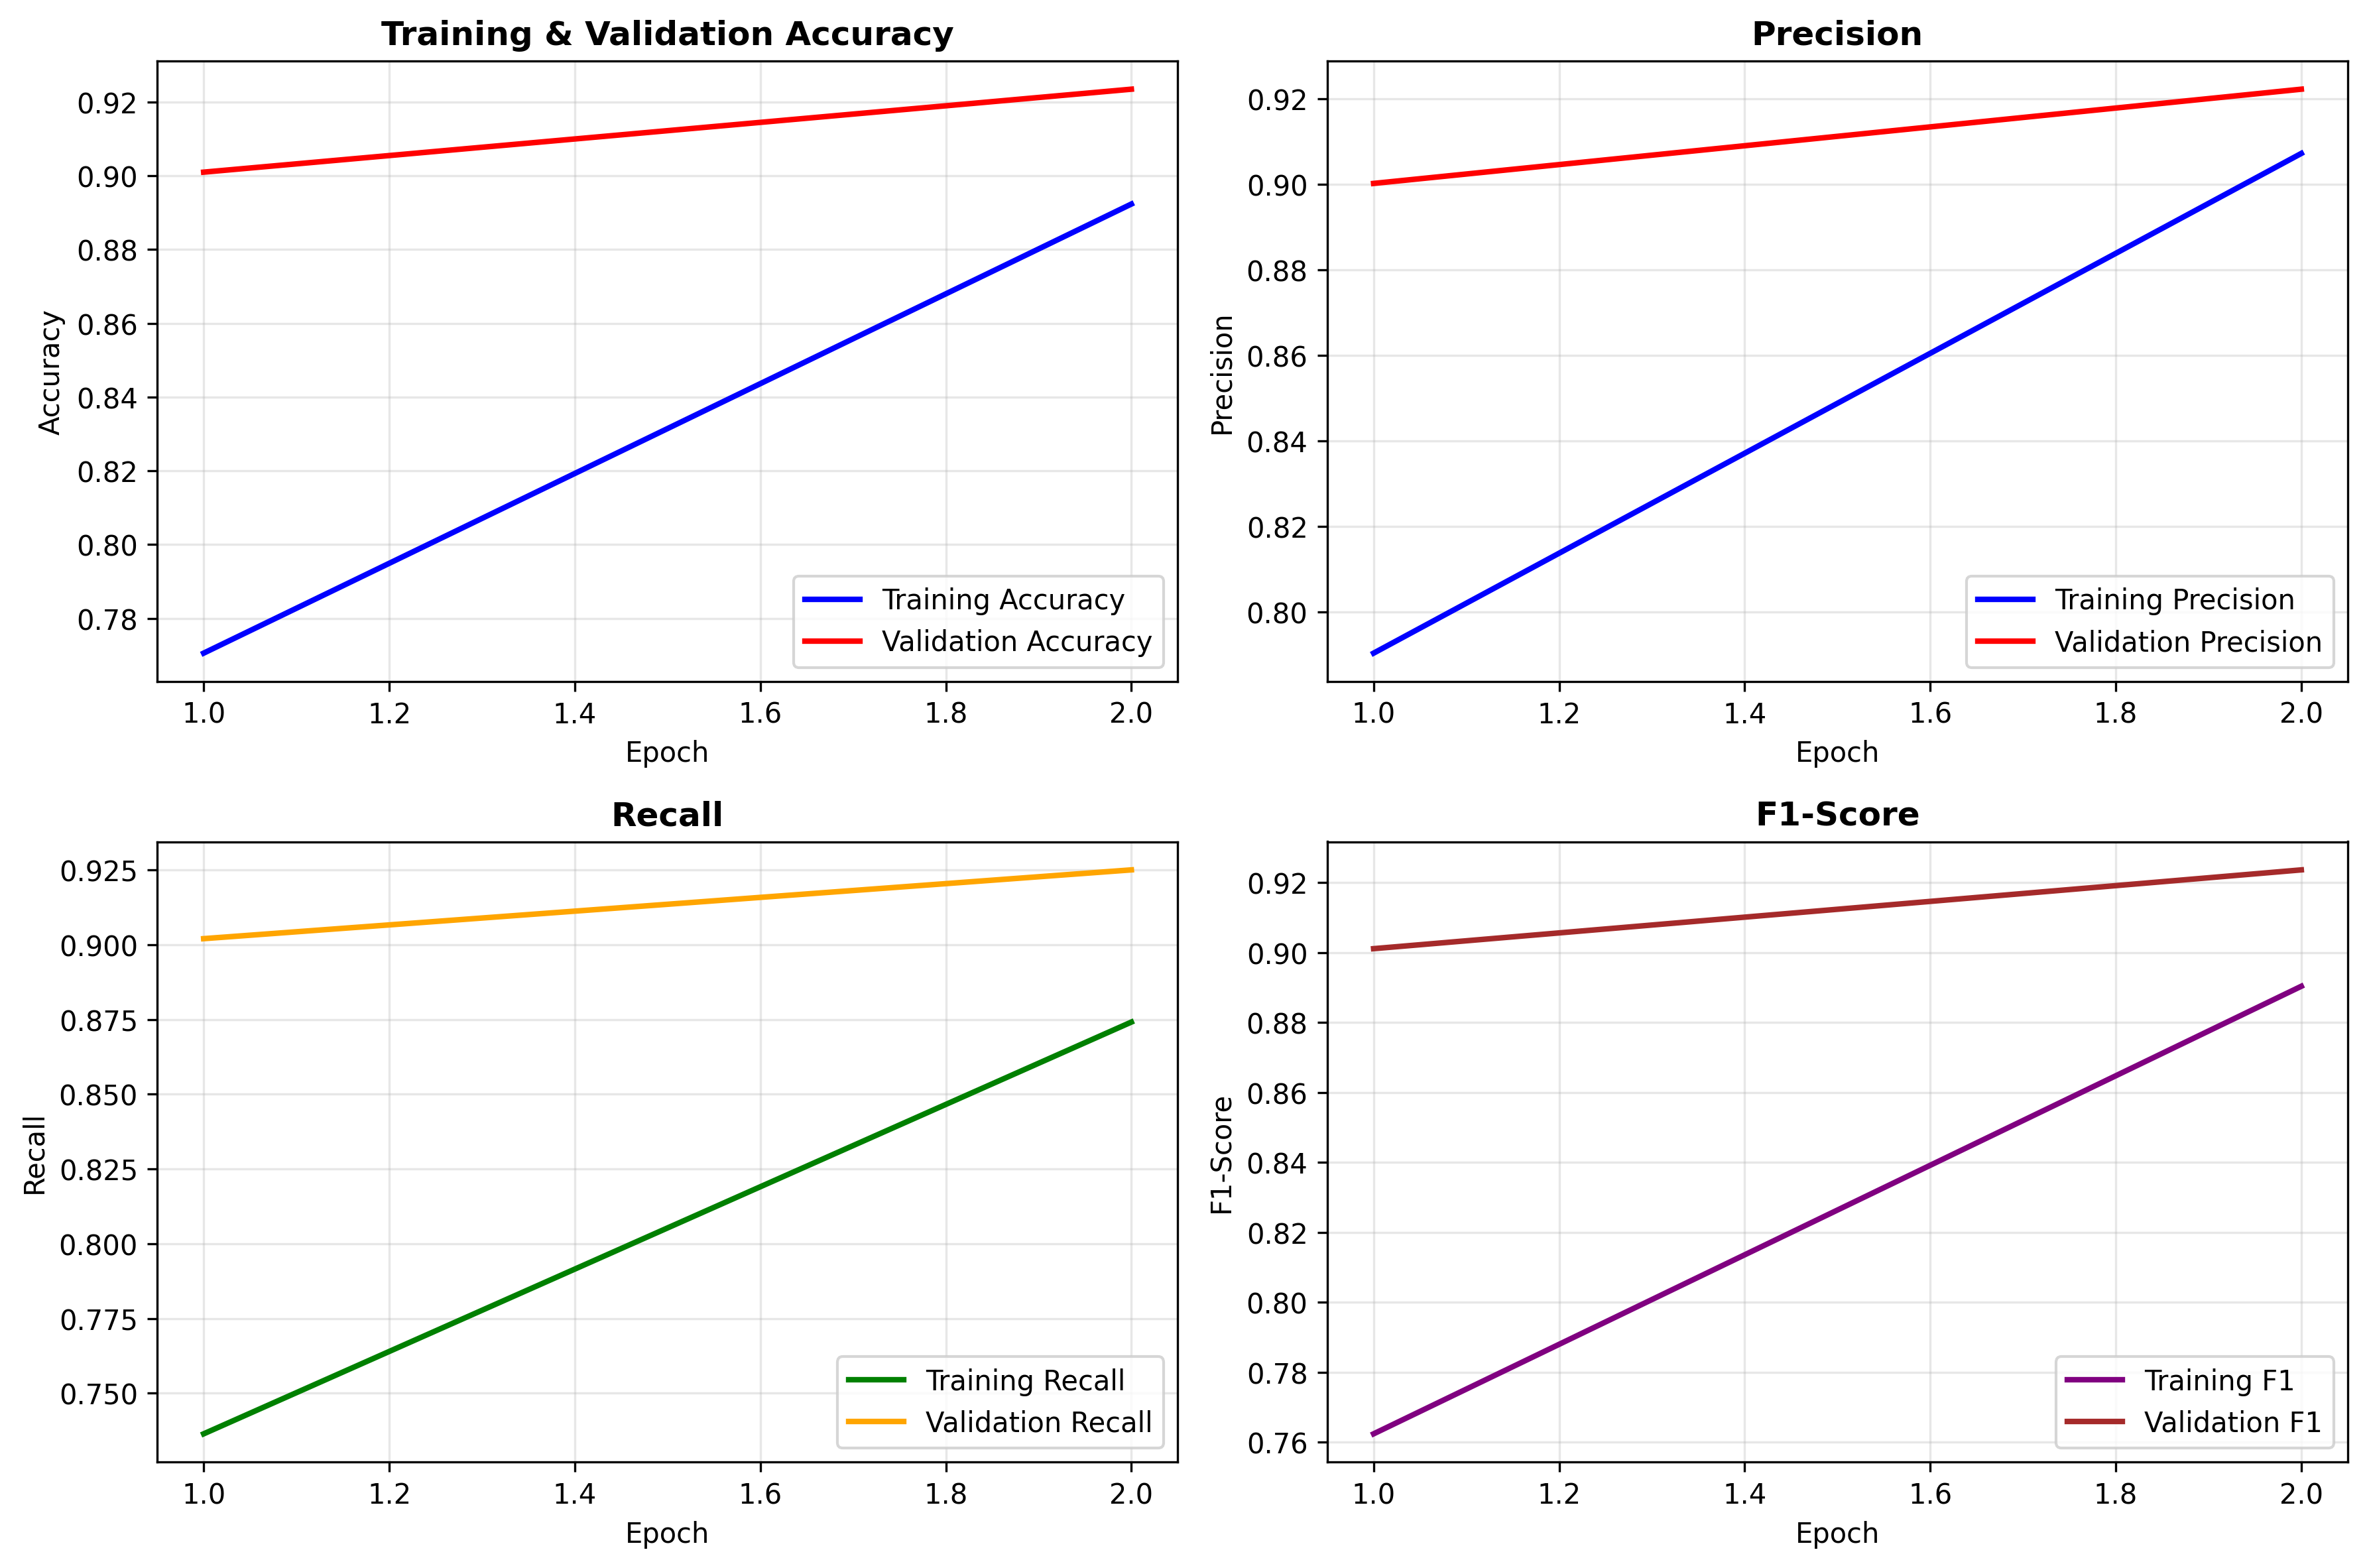 Training & Validation Accuracy
Accuracy
0.92
0.90
0.88
0.86
0.84
0.82
0.80
0.78
Training Accuracy
Validation Accuracy
1.0 1.2 1.4 1.6 1.8 2.0
Epoch
Precision
Precision
0.92
0.90
0.88
0.86
0.84
0.82
0.80
Training Precision
Validation Precision
1.0 1.2 1.4 1.6 1.8 2.0
Epoch
Recall
Recall
0.925
0.900
0.875
0.850
0.825
0.800
0.775
0.750
Training Recall
Validation Recall
1.0 1.2 1.4 1.6 1.8 2.0
Epoch
F1-Score
F1-Score
0.92
0.90
0.88
0.86
0.84
0.82
0.80
0.78
0.76
Training F1
Validation F1
1.0 1.2 1.4 1.6 1.8 2.0
Epoch